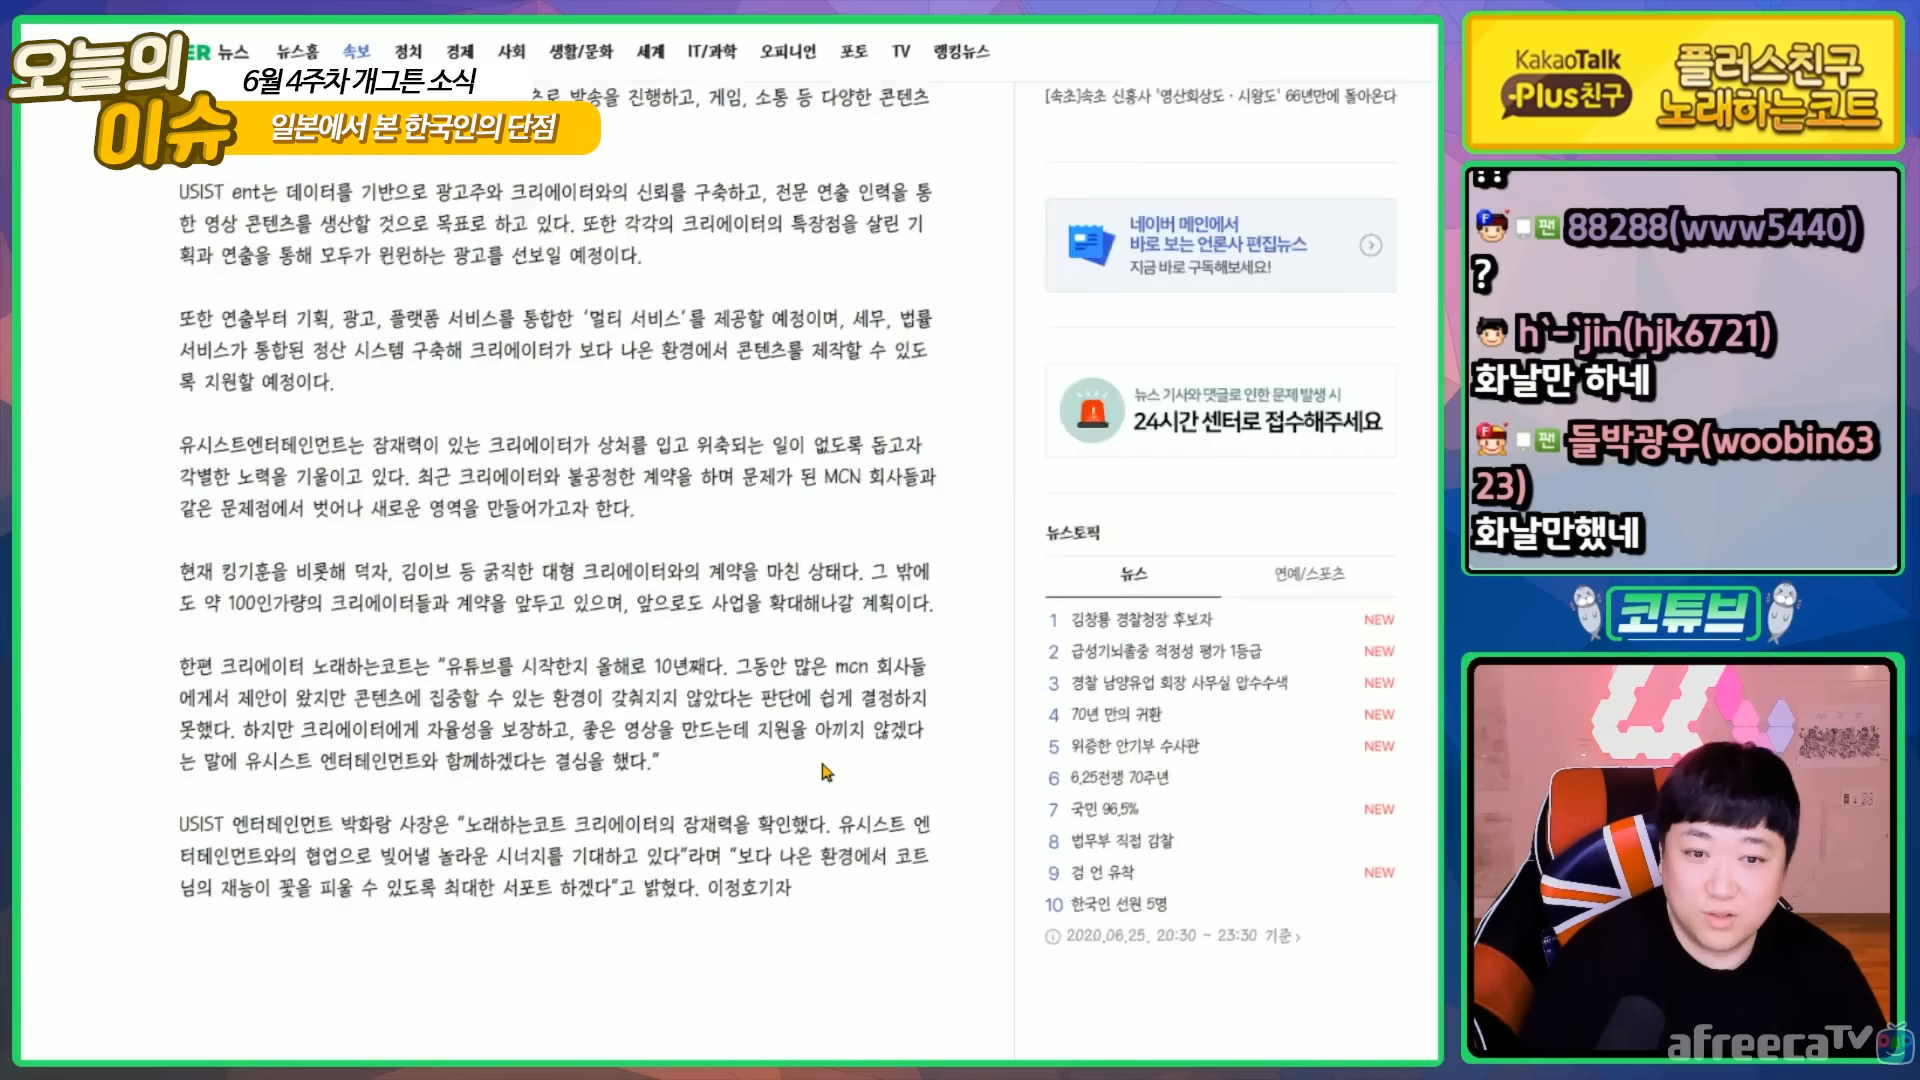 오늘의
이슈
6월 4주차 개그튼 소식
일본에서 본 한국인의 단점
ER 뉴스 뉴스홈 속보 정치 경제 사회 생활/문화 세계 IT/과학 오피니언 포토 TV 랭킹뉴스
방송을 진행하고, 게임, 소통 등 다양한 콘텐츠
USIST ent는 데이터를 기반으로 광고주와 크리에이터와의 신뢰를 구축하고, 전문 연출 인력을 통
한 영상 콘텐츠를 생산할 것으로 목표로 하고 있다. 또한 각각의 크리에이터의 특장점을 살린 기
획과 연출을 통해 모두가 윈윈하는 광고를 선보일 예정이다.
또한 연출부터 기획, 광고, 플랫폼 서비스를 통합한 ‘멀티 서비스’를 제공할 예정이며, 세무, 법률
서비스가 통합된 정산 시스템 구축해 크리에이터가 보다 나은 환경에서 콘텐츠를 제작할 수 있도
록 지원할 예정이다.
유시스트엔터테인먼트는 잠재력이 있는 크리에이터가 상처를 입고 위축되는 일이 없도록 돕고자
각별한 노력을 기울이고 있다. 최근 크리에이터와 불공정한 계약을 하며 문제가 된 MCN 회사들과
같은 문제점에서 벗어나 새로운 영역을 만들어가고자 한다.
현재 킹기훈을 비롯해 덕자, 김이브 등 굵직한 대형 크리에이터와의 계약을 마친 상태다. 그 밖에
도 약 100인가량의 크리에이터들과 계약을 앞두고 있으며, 앞으로도 사업을 확대해나갈 계획이다.
한편 크리에이터 노래하는코트는 “유튜브를 시작한지 올해로 10년째다. 그동안 많은 mcn 회사들
에게서 제안이 왔지만 콘텐츠에 집중할 수 있는 환경이 갖춰지지 않았다는 판단에 쉽게 결정하지
못했다. 하지만 크리에이터에게 자율성을 보장하고, 좋은 영상을 만드는데 지원을 아끼지 않겠다
는 말에 유시스트 엔터테인먼트와 함께하겠다는 결심을 했다.”
USIST 엔터테인먼트 박화랑 사장은 “노래하는코트 크리에이터의 잠재력을 확인했다. 유시스트 엔
터테인먼트와의 협업으로 빚어낼 놀라운 시너지를 기대하고 있다”라며 “보다 나은 환경에서 코트
님의 재능이 꽃을 피울 수 있도록 최대한 서포트 하겠다”고 밝혔다. 이정호기자
[속초]속초 신흥사 '영산회상도·시왕도' 66년만에 돌아온다
네이버 메인에서
바로 보는 언론사 편집뉴스
지금 바로 구독해보세요!
뉴스 기사와 댓글로 인한 문제 발생 시
24시간 센터로 접수해주세요
뉴스토픽
뉴스 연예/스포츠
1 김창룡 경찰청장 후보자 NEW
2 급성기뇌졸중 적정성 평가 1등급 NEW
3 경찰 남양유업 회장 사무실 압수수색 NEW
4 70년 만의 귀환 NEW
5 위증한 안기부 수사관 NEW
6 6.25전쟁 70주년
7 국민 96.5% NEW
8 법무부 직접 감찰
9 검 언 유착 NEW
10 한국인 선원 5명
2020.06.25. 20:30 ~ 23:30 기준 ›
KakaoTalk
Plus친구
플러스친구
노래하는코트
팬 88288(www5440)
?
h`-`jin(hjk6721)
화날만 하네
팬 들박광우(woobin63
23)
화날만했네
코튜브
afreecaTV